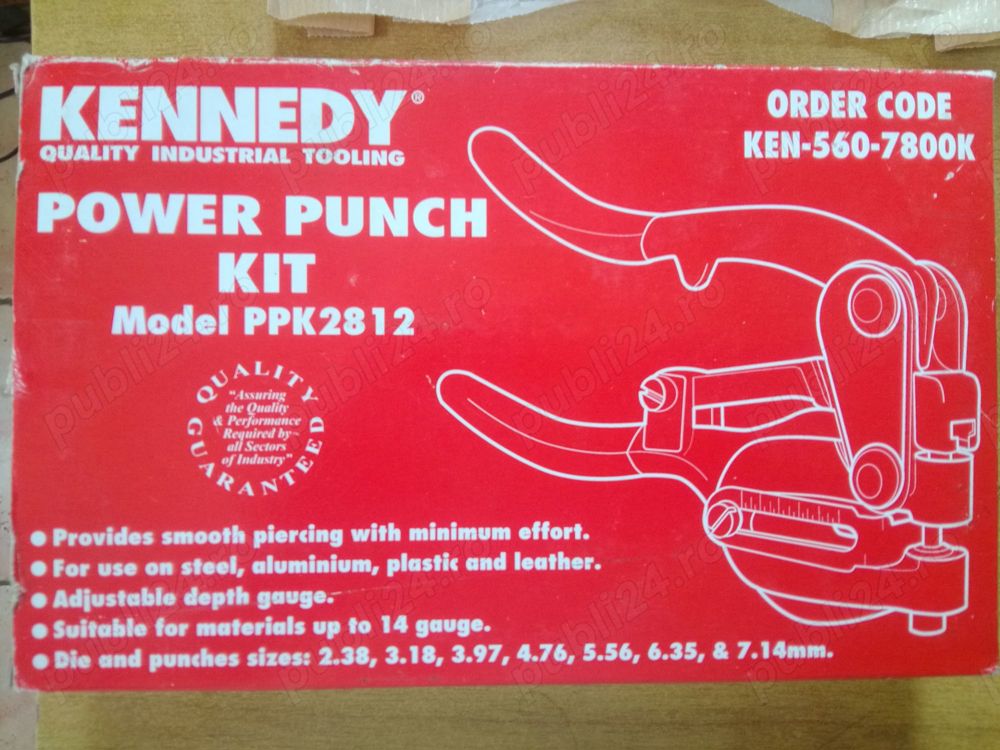 KENNEDY®
QUALITY INDUSTRIAL TOOLING
ORDER CODE
KEN-560-7800K
POWER PUNCH
KIT
Model PPK2812
QUALITY
"Assuring
the Quality
& Performance
Required by
all Sectors
of Industry"
GUARANTEED
• Provides smooth piercing with minimum effort.
• For use on steel, aluminium, plastic and leather.
• Adjustable depth gauge.
• Suitable for materials up to 14 gauge.
• Die and punches sizes: 2.38, 3.18, 3.97, 4.76, 5.56, 6.35, & 7.14mm.
publi24.ro